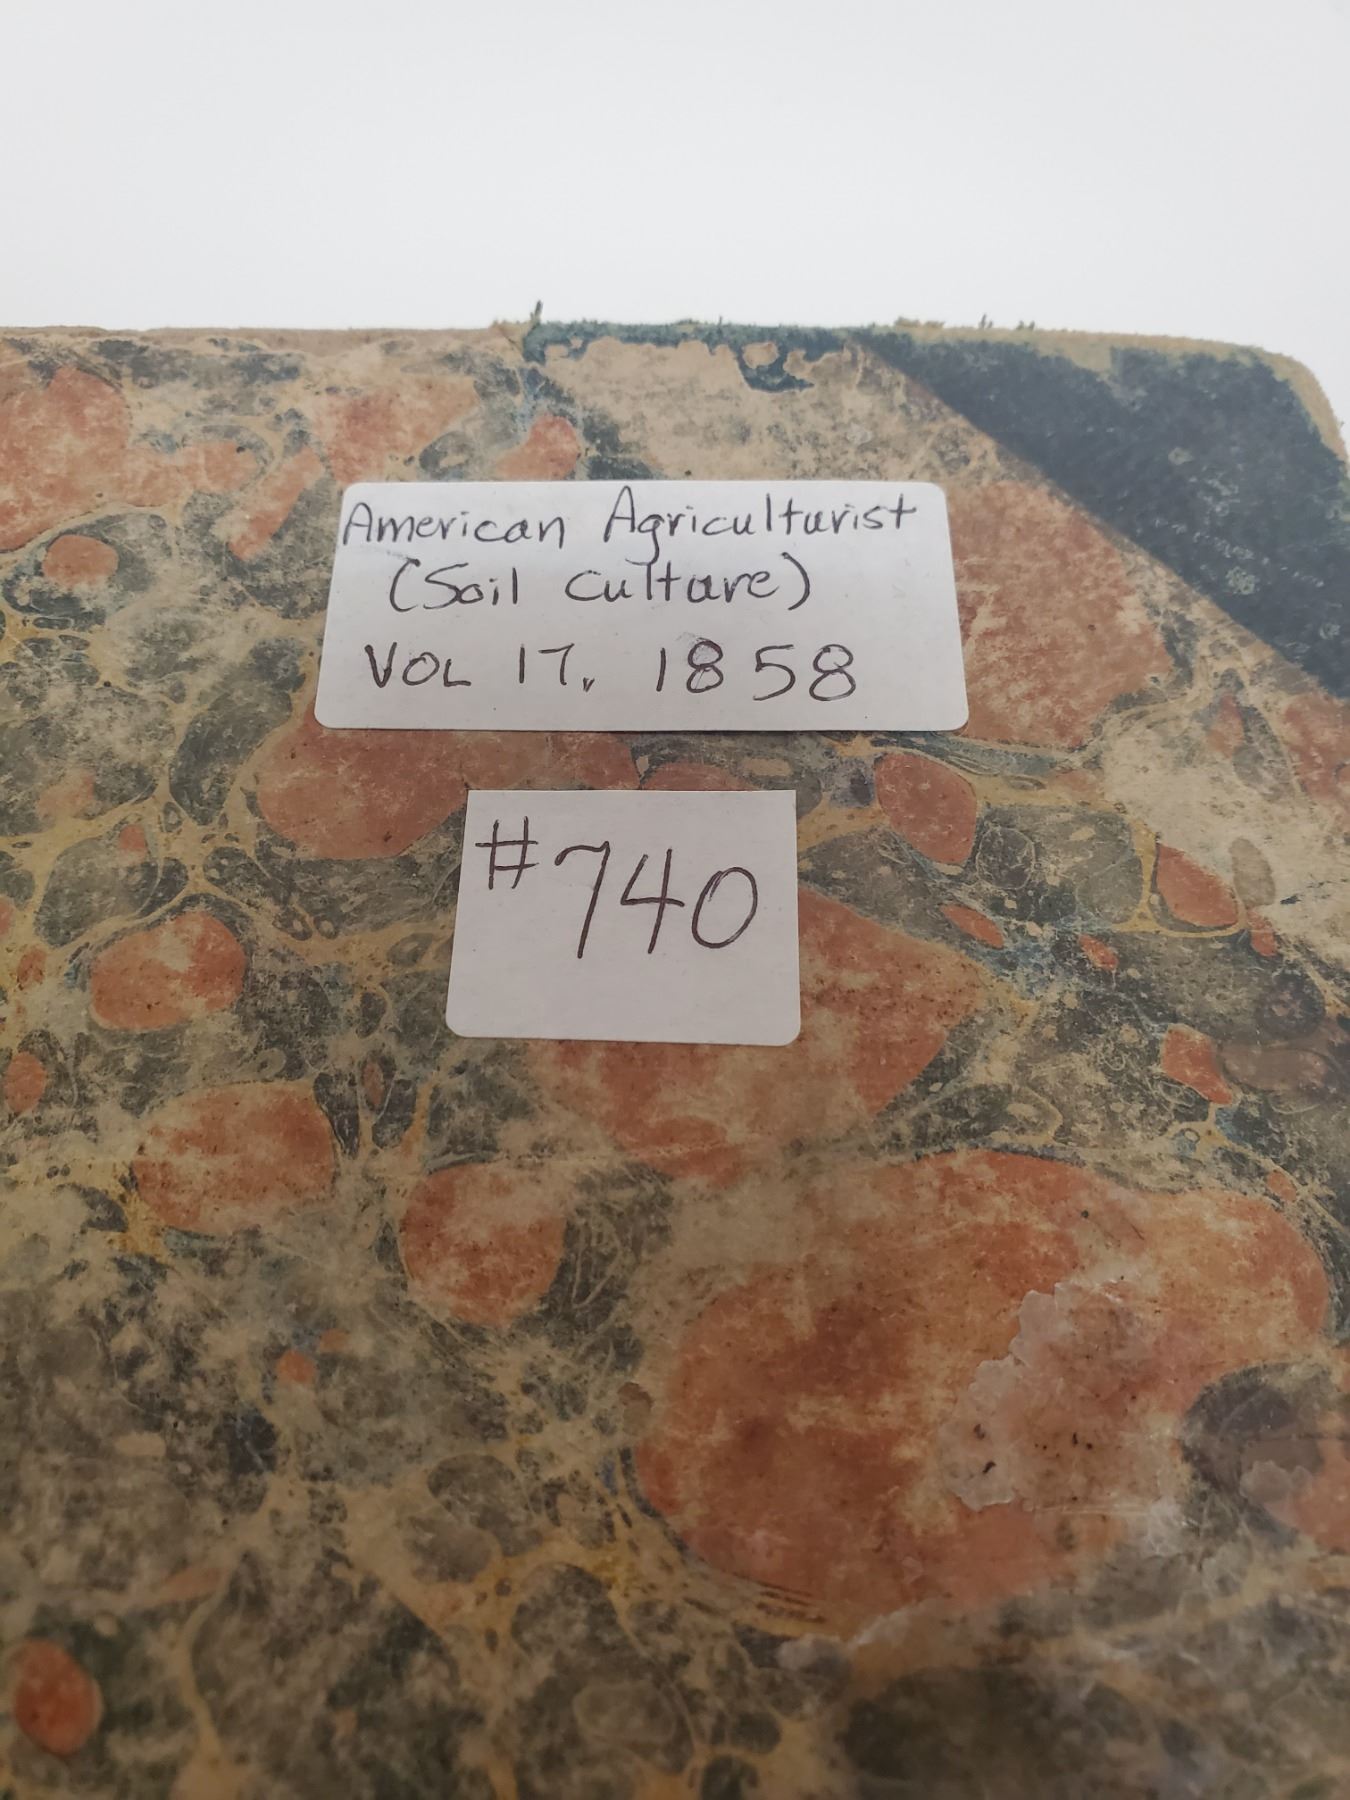 American Agriculturist
(Soil culture)
VOL 17, 1858
#740